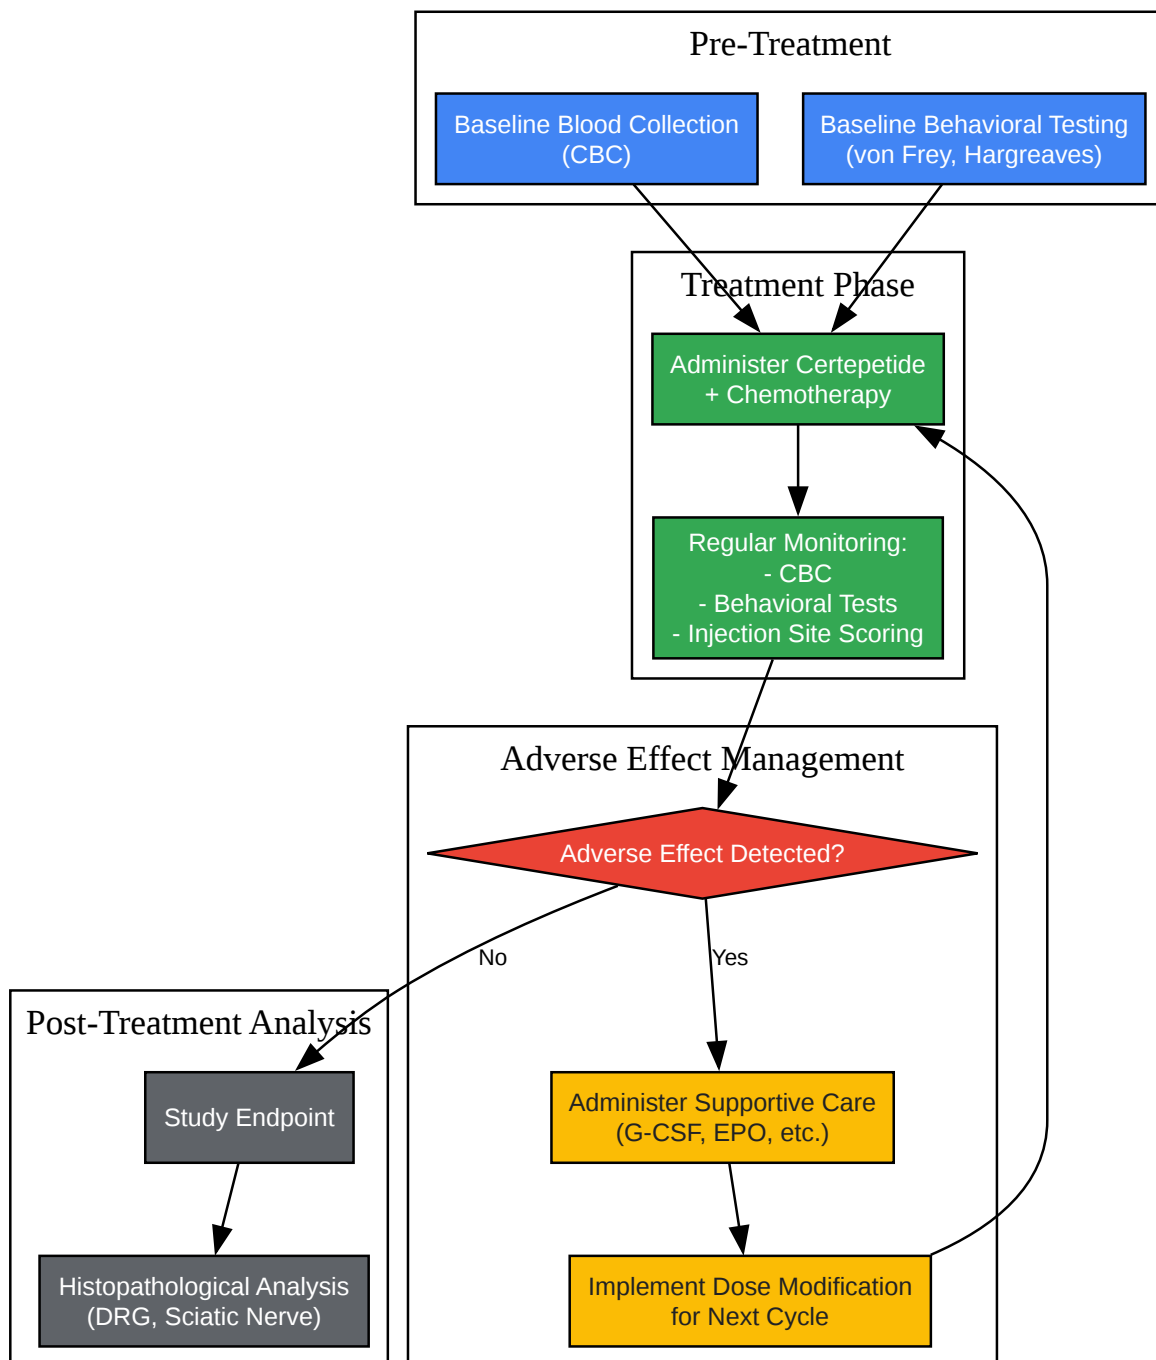 Pre-Treatment
Baseline Blood Collection
(CBC)
Baseline Behavioral Testing
(von Frey, Hargreaves)
Treatment Phase
Administer Certepetide
+ Chemotherapy
Regular Monitoring:
- CBC
- Behavioral Tests
- Injection Site Scoring
Adverse Effect Management
Adverse Effect Detected?
No
Yes
Post-Treatment Analysis
Study Endpoint
Administer Supportive Care
(G-CSF, EPO, etc.)
Histopathological Analysis
(DRG, Sciatic Nerve)
Implement Dose Modification
for Next Cycle